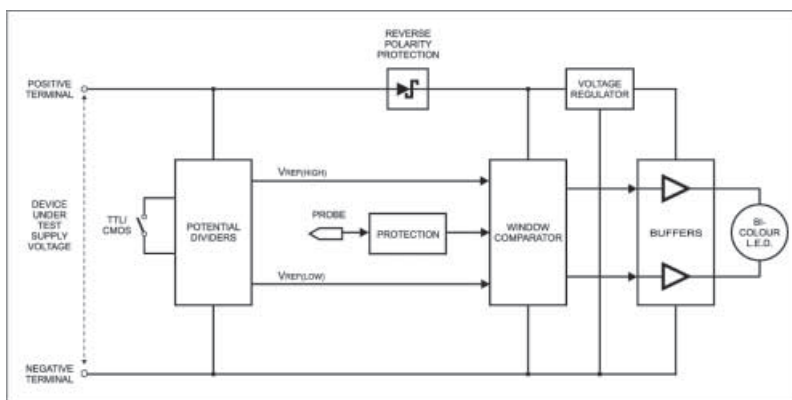 REVERSE
POLARITY
PROTECTION
POSITIVE
TERMINAL
VOLTAGE
REGULATOR
VREF(HIGH)
DEVICE
UNDER
TEST
SUPPLY
VOLTAGE
TTL/
CMOS
POTENTIAL
DIVIDERS
PROBE
PROTECTION
WINDOW
COMPARATOR
BUFFERS
BI-
COLOUR
L.E.D.
VREF(LOW)
NEGATIVE
TERMINAL